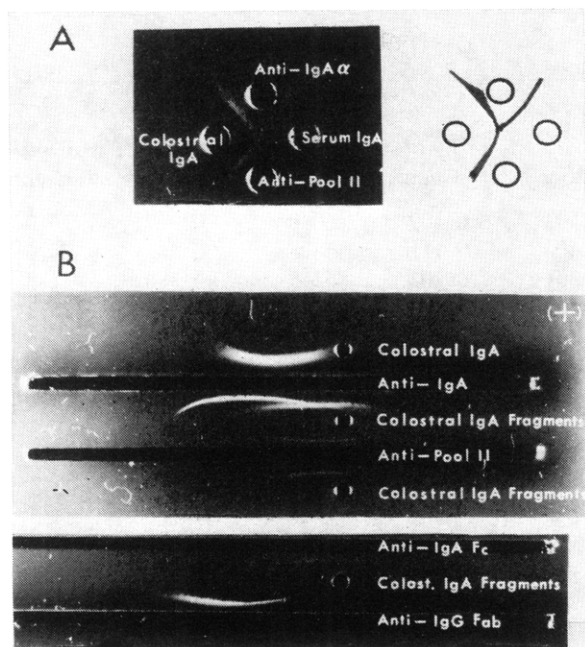 A
Anti-IgA α
Colostral IgA
Serum IgA
Anti-Pool II
B
(+)
Colostral IgA
Anti-IgA
Colostral IgA Fragments
Anti-Pool II
Colostral IgA Fragments
Anti-IgA Fc
Colost. IgA Fragments
Anti-IgG Fab